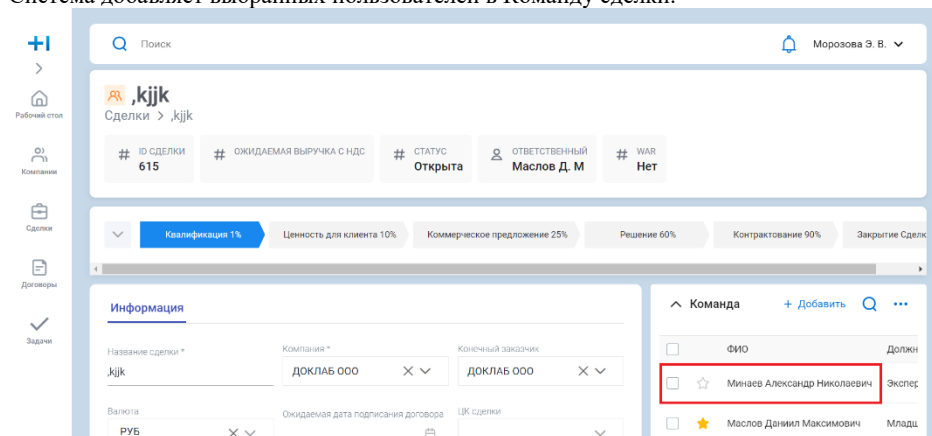 Система добавляет выбранных пользователей в Команду сделки.
Поиск
Морозова Э. В.
,kjjk
Сделки > ,kjjk
Рабочий стол
# ID СДЕЛКИ
615
# ОЖИДАЕМАЯ ВЫРУЧКА С НДС
# СТАТУС
Открыта
ОТВЕТСТВЕННЫЙ
Маслов Д. М
# WAR
Нет
Компании
Сделки
Квалификация 1%
Ценность для клиента 10%
Коммерческое предложение 25%
Решение 60%
Контрактование 90%
Закрытие Сделк
Договоры
Задачи
Информация
Команда
+ Добавить
ФИО
Должн
Название сделки *
,kjjk
Компания *
ДОКЛАБ ООО
Конечный заказчик
ДОКЛАБ ООО
Минаев Александр Николаевич
Экспер
Валюта
РУБ
Ожидаемая дата подписания договора
ЦК сделки
Маслов Даниил Максимович
Младш